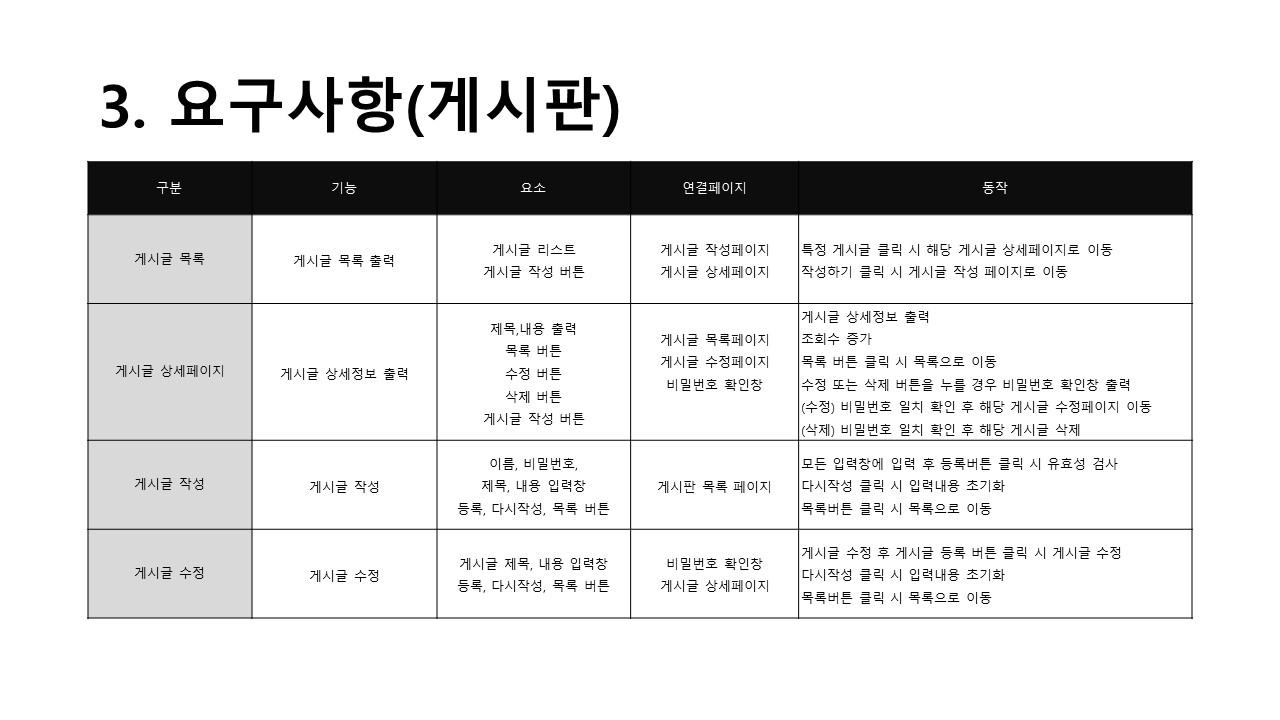 3. 요구사항(게시판)
구분
기능
요소
연결페이지
동작
게시글 목록
게시글 목록 출력
게시글 리스트
게시글 작성 버튼
게시글 작성페이지
게시글 상세페이지
특정 게시글 클릭 시 해당 게시글 상세페이지로 이동
작성하기 클릭 시 게시글 작성 페이지로 이동
게시글 상세페이지
게시글 상세정보 출력
제목,내용 출력
목록 버튼
수정 버튼
삭제 버튼
게시글 작성 버튼
게시글 목록페이지
게시글 수정페이지
비밀번호 확인창
게시글 상세정보 출력
조회수 증가
목록 버튼 클릭 시 목록으로 이동
수정 또는 삭제 버튼을 누를 경우 비밀번호 확인창 출력
(수정) 비밀번호 일치 확인 후 해당 게시글 수정페이지 이동
(삭제) 비밀번호 일치 확인 후 해당 게시글 삭제
게시글 작성
게시글 작성
이름, 비밀번호,
제목, 내용 입력창
등록, 다시작성, 목록 버튼
게시판 목록 페이지
모든 입력창에 입력 후 등록버튼 클릭 시 유효성 검사
다시작성 클릭 시 입력내용 초기화
목록버튼 클릭 시 목록으로 이동
게시글 수정
게시글 수정
게시글 제목, 내용 입력창
등록, 다시작성, 목록 버튼
비밀번호 확인창
게시글 상세페이지
게시글 수정 후 게시글 등록 버튼 클릭 시 게시글 수정
다시작성 클릭 시 입력내용 초기화
목록버튼 클릭 시 목록으로 이동